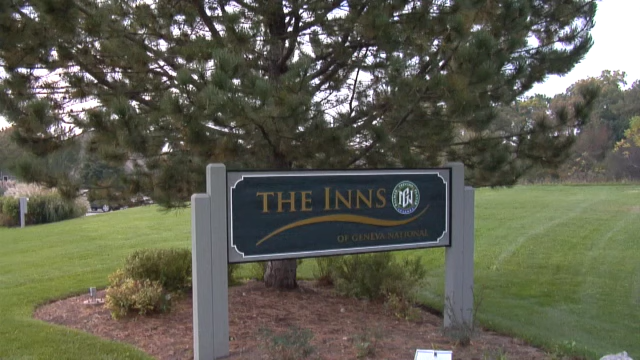 THE INNS
OF GENEVA NATIONAL